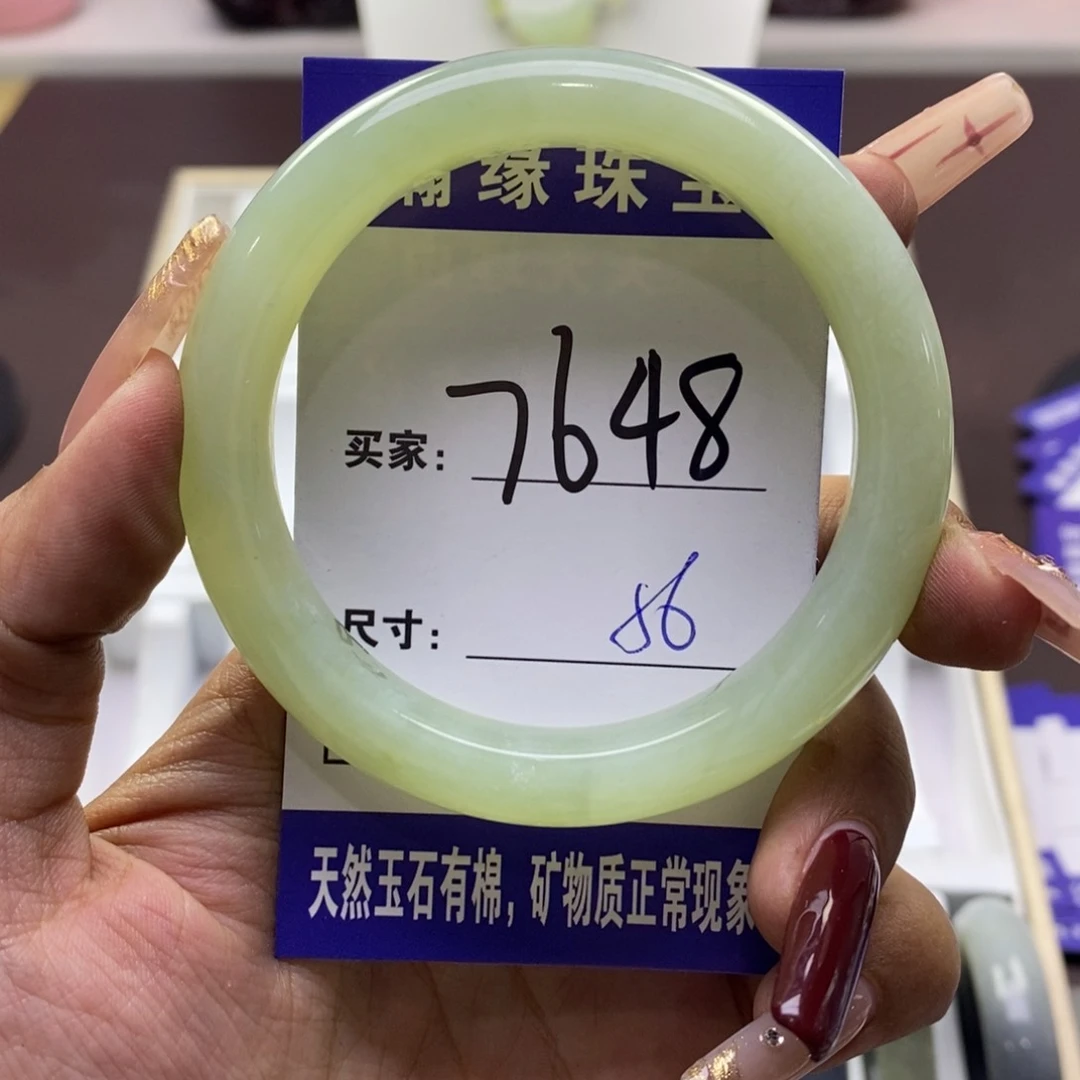 缘珠宝
买家： 7648
尺寸： 56
天然玉石有棉，矿物质正常现象